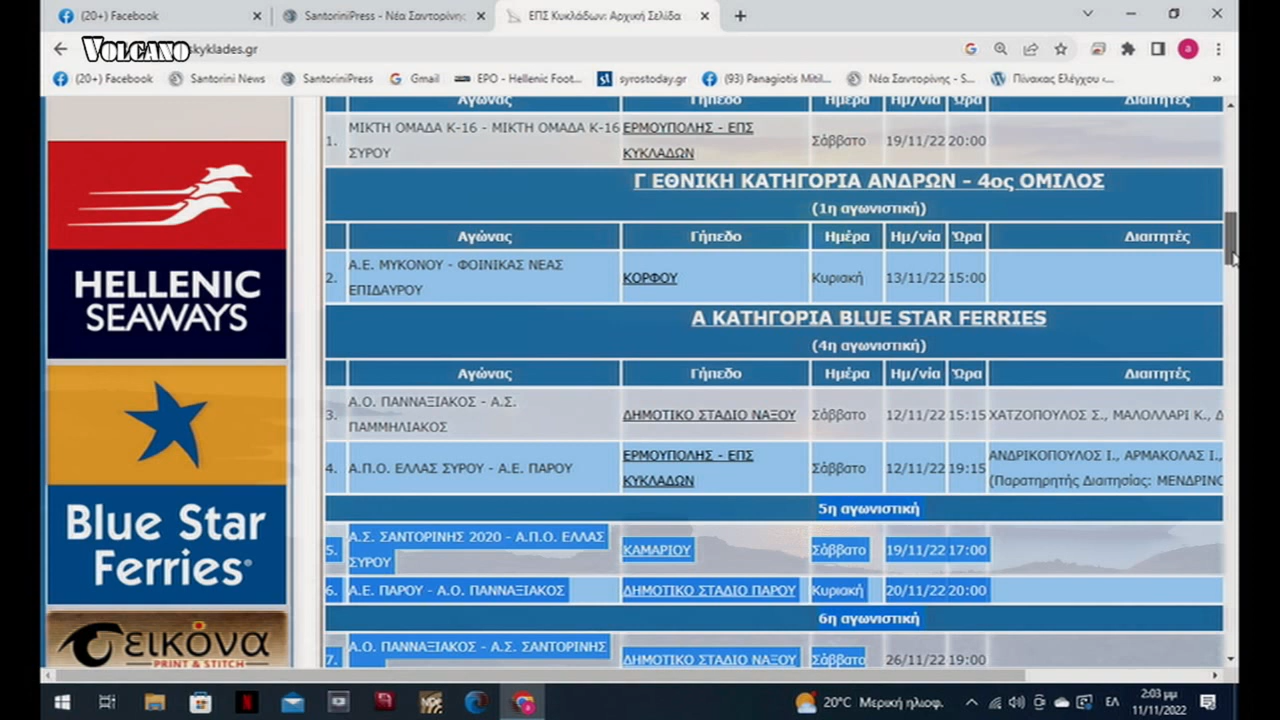 (20+) Facebook
SantoriniPress - Νέα Σαντορίνης
ΕΠΣ Κυκλάδων: Αρχική Σελίδα
VOLCANO
skyklades.gr
(20+) Facebook
Santorini News
SantoriniPress
Gmail
EPO - Hellenic Foot...
syrostoday.gr
(93) Panagiotis Mitil...
Νέα Σαντορίνης - S...
Πίνακας Ελέγχου ‹...
»
HELLENIC
SEAWAYS
Blue Star
Ferries
εικόνα
PRINT & STITCH
Αγώνας Γήπεδο Ημέρα Ημ/νία Ώρα Διαιτητές
1. ΜΙΚΤΗ ΟΜΑΔΑ Κ-16 - ΜΙΚΤΗ ΟΜΑΔΑ Κ-16 ΕΡΜΟΥΠΟΛΗΣ - ΕΠΣ Σάββατο 19/11/22 20:00
ΣΥΡΟΥ ΚΥΚΛΑΔΩΝ
Γ ΕΘΝΙΚΗ ΚΑΤΗΓΟΡΙΑ ΑΝΔΡΩΝ - 4ος ΟΜΙΛΟΣ
(1η αγωνιστική)
Αγώνας Γήπεδο Ημέρα Ημ/νία Ώρα Διαιτητές
2. Α.Ε. ΜΥΚΟΝΟΥ - ΦΟΙΝΙΚΑΣ ΝΕΑΣ ΚΟΡΦΟΥ Κυριακή 13/11/22 15:00
ΕΠΙΔΑΥΡΟΥ
Α ΚΑΤΗΓΟΡΙΑ BLUE STAR FERRIES
(4η αγωνιστική)
Αγώνας Γήπεδο Ημέρα Ημ/νία Ώρα Διαιτητές
3. Α.Ο. ΠΑΝΝΑΞΙΑΚΟΣ - Α.Σ. ΔΗΜΟΤΙΚΟ ΣΤΑΔΙΟ ΝΑΞΟΥ Σάββατο 12/11/22 15:15 ΧΑΤΖΟΠΟΥΛΟΣ Σ., ΜΑΛΟΛΛΑΡΙ Κ., Δ
ΠΑΜΜΗΛΙΑΚΟΣ
4. Α.Π.Ο. ΕΛΛΑΣ ΣΥΡΟΥ - Α.Ε. ΠΑΡΟΥ ΕΡΜΟΥΠΟΛΗΣ - ΕΠΣ Σάββατο 12/11/22 19:15 ΑΝΔΡΙΚΟΠΟΥΛΟΣ Ι., ΑΡΜΑΚΟΛΑΣ Ι.,
ΚΥΚΛΑΔΩΝ (Παρατηρητής Διαιτησίας: ΜΕΝΔΡΙΝΟ
5η αγωνιστική
5. Α.Σ. ΣΑΝΤΟΡΙΝΗΣ 2020 - Α.Π.Ο. ΕΛΛΑΣ ΚΑΜΑΡΙΟΥ Σάββατο 19/11/22 17:00
ΣΥΡΟΥ
6. Α.Ε. ΠΑΡΟΥ - Α.Ο. ΠΑΝΝΑΞΙΑΚΟΣ ΔΗΜΟΤΙΚΟ ΣΤΑΔΙΟ ΠΑΡΟΥ Κυριακή 20/11/22 20:00
6η αγωνιστική
7. Α.Ο. ΠΑΝΝΑΞΙΑΚΟΣ - Α.Σ. ΣΑΝΤΟΡΙΝΗΣ ΔΗΜΟΤΙΚΟ ΣΤΑΔΙΟ ΝΑΞΟΥ Σάββατο 26/11/22 19:00
20°C Μερική ηλιοφ.
ΕΛ
2:03 μμ
11/11/2022